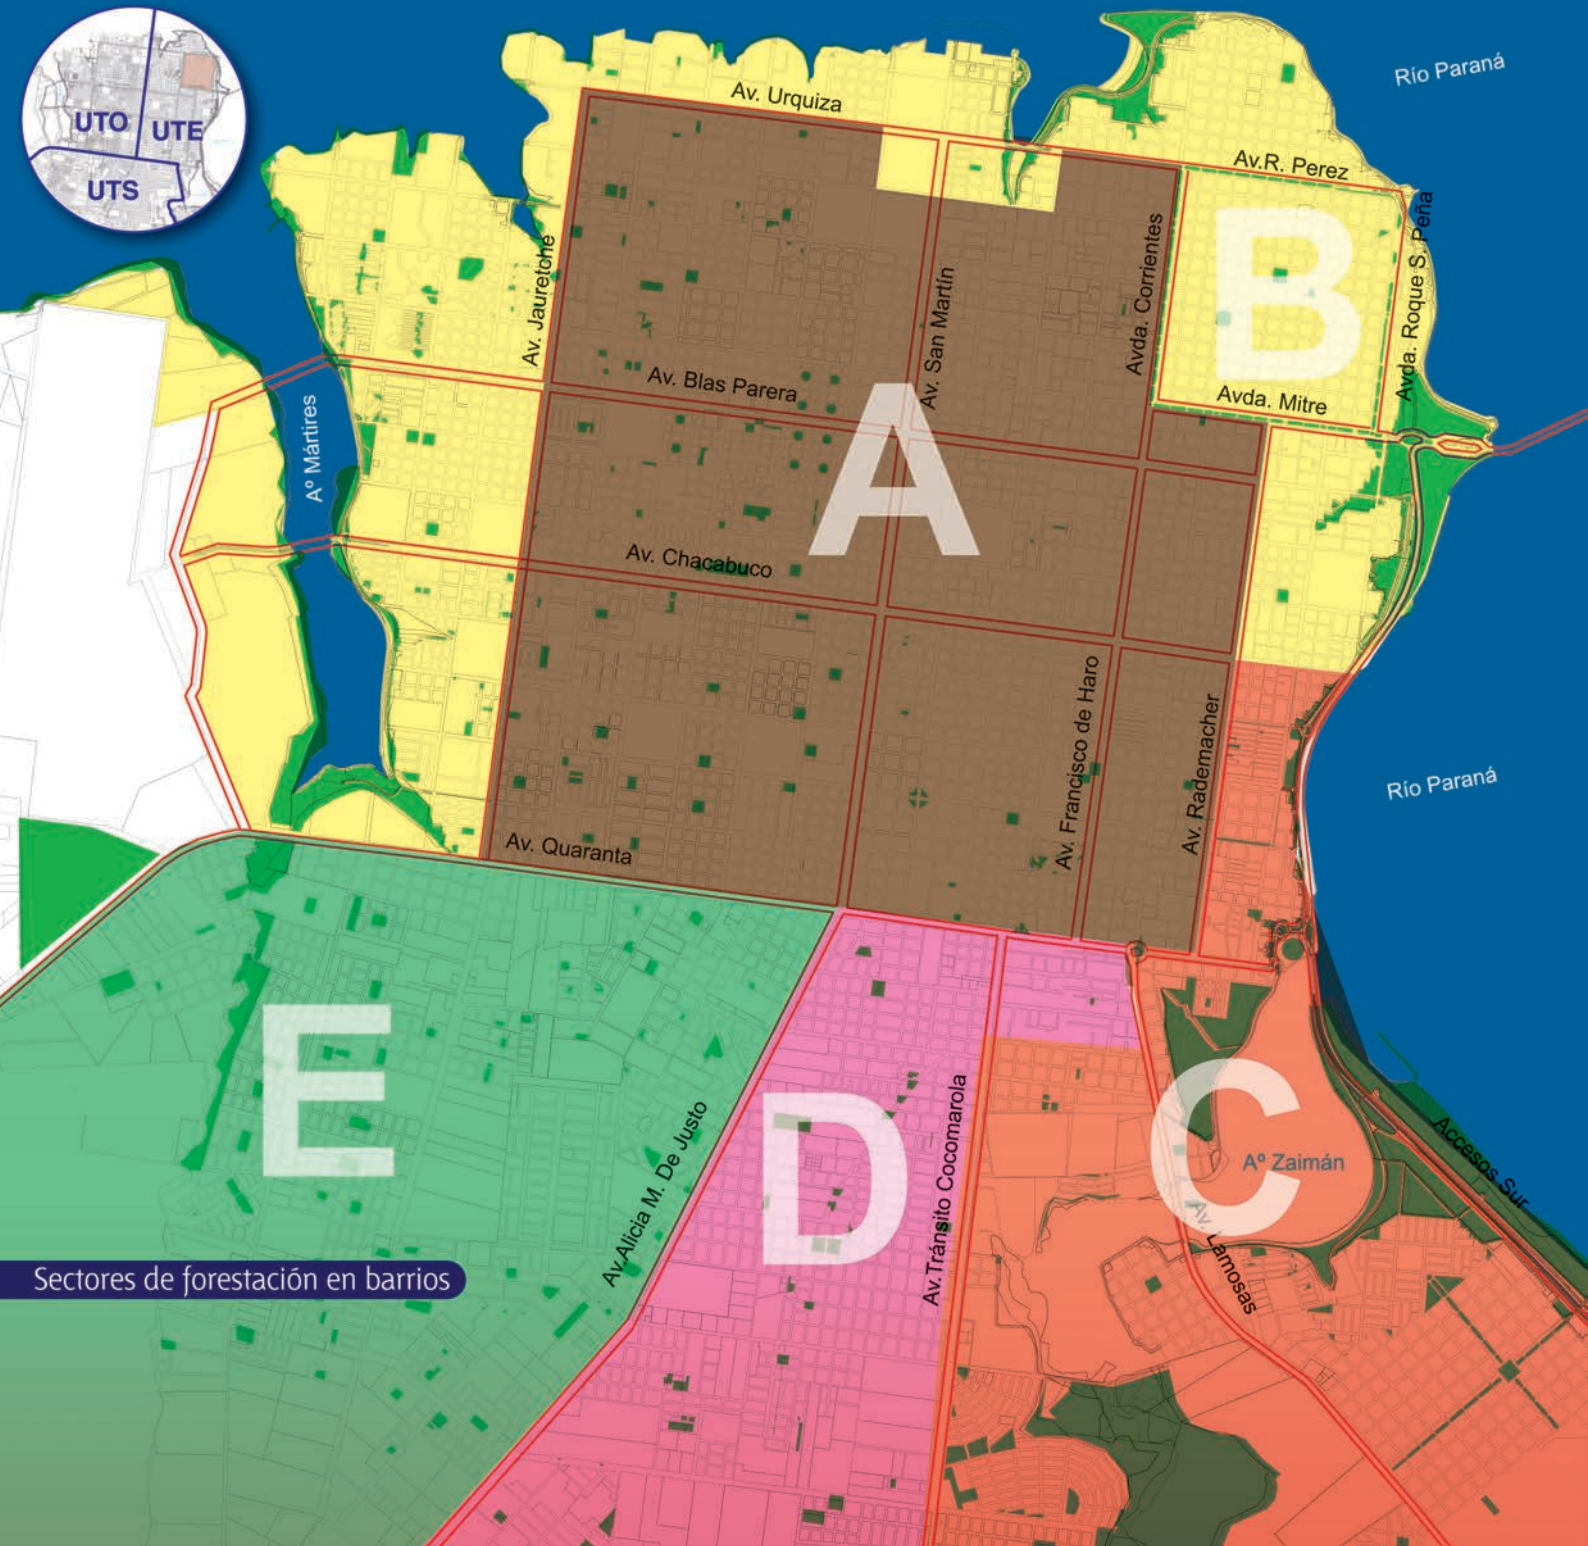 UTO
UTE
UTS
Río Paraná
Av. Urquiza
Av.R. Perez
B
Avda. Roque S. Peña
Avda. Corrientes
Av. San Martín
Av. Jauretche
Av. Blas Parera
Avda. Mitre
A
Aº Mártires
Av. Chacabuco
Av. Francisco de Haro
Av. Rademacher
Río Paraná
Av. Quaranta
E
D
C
Av.Alicia M. De Justo
Av.Tránsito Cocomarola
Aº Zaimán
Accesos Sur
Av. Lamosas
Sectores de forestación en barrios